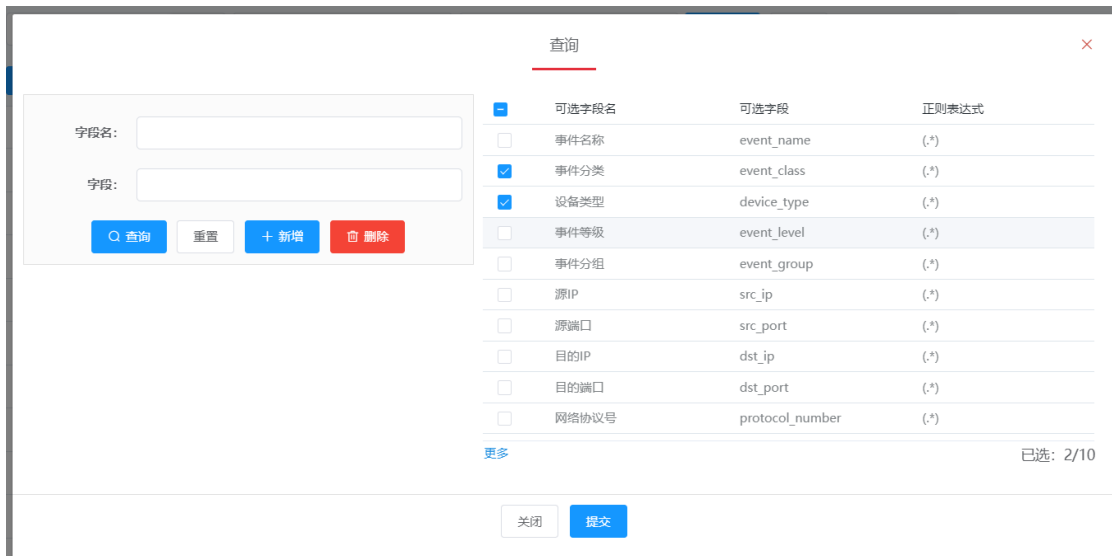 查询
字段名:
字段:
查询 重置 新增 删除
可选字段名 可选字段 正则表达式
事件名称 event_name (.*)
事件分类 event_class (.*)
设备类型 device_type (.*)
事件等级 event_level (.*)
事件分组 event_group (.*)
源IP src_ip (.*)
源端口 src_port (.*)
目的IP dst_ip (.*)
目的端口 dst_port (.*)
网络协议号 protocol_number (.*)
更多 已选: 2/10
关闭 提交